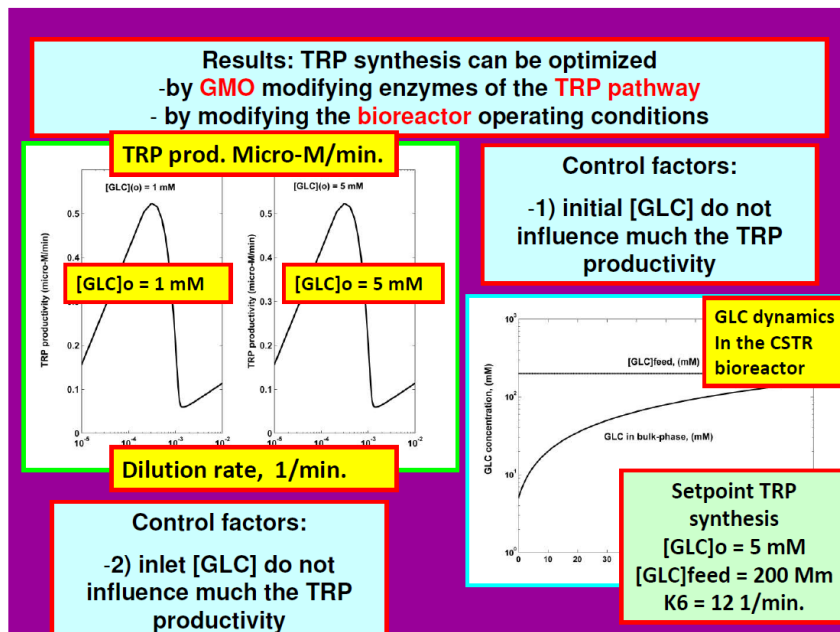 Results: TRP synthesis can be optimized
-by GMO modifying enzymes of the TRP pathway
- by modifying the bioreactor operating conditions
TRP prod. Micro-M/min.
[GLC](o) = 1 mM
[GLC](o) = 5 mM
TRP productivity (micro-M/min)
TRP productivity (micro-M/min)
0.5
0.4
0.3
0.2
0.1
0
0.5
0.4
0.3
0.2
0.1
0
[GLC]o = 1 mM
[GLC]o = 5 mM
10⁻⁵
10⁻⁴
10⁻³
10⁻²
10⁻⁵
10⁻⁴
10⁻³
10⁻²
Dilution rate, 1/min.
Control factors:
-1) initial [GLC] do not
influence much the TRP
productivity
GLC dynamics
In the CSTR
bioreactor
GLC concentration, (mM)
10³
10²
10¹
10⁰
[GLC]feed, (mM)
GLC in bulk-phase, (mM)
0
10
20
30
Setpoint TRP
synthesis
[GLC]o = 5 mM
[GLC]feed = 200 Mm
K6 = 12 1/min.
Control factors:
-2) inlet [GLC] do not
influence much the TRP
productivity